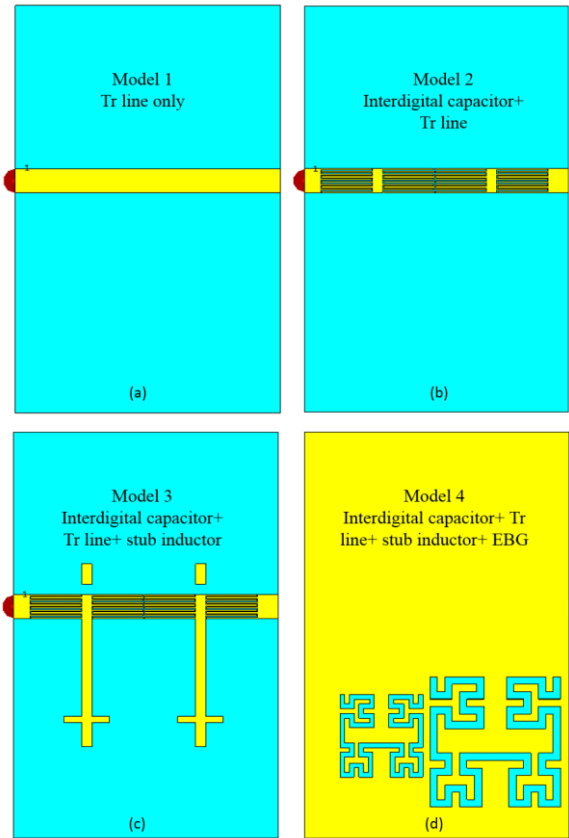 Model 1
Tr line only
1
(a)
Model 2
Interdigital capacitor+
Tr line
1
(b)
Model 3
Interdigital capacitor+
Tr line+ stub inductor
1
(c)
Model 4
Interdigital capacitor+ Tr
line+ stub inductor+ EBG
(d)